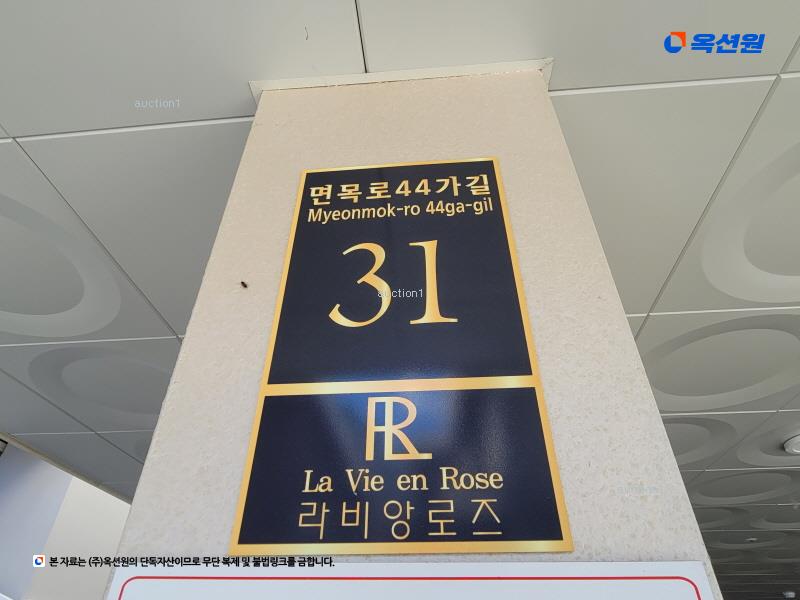 옥션원
auction1
면목로44가길
Myeonmok-ro 44ga-gil
31
auction1
R
La Vie en Rose
라비앙로즈
본 자료는 (주)옥션원의 단독자산이므로 무단 복제 및 불법링크를 금합니다.